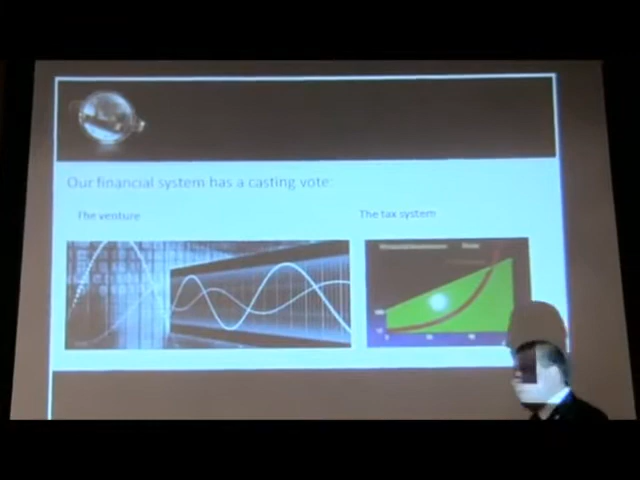 Our financial system has a casting vote:
The venture
The tax system